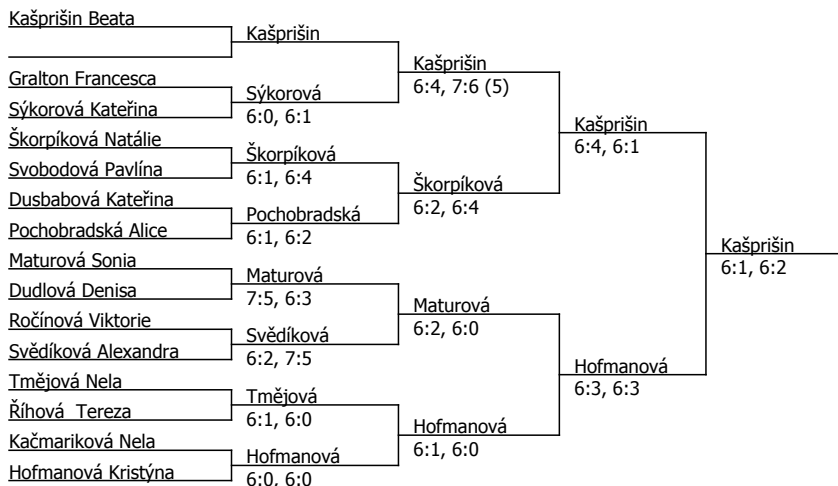 Kašprišin Beata
Gralton Francesca
Sýkorová Kateřina
Škorpíková Natálie
Svobodová Pavlína
Dusbabová Kateřina
Pochobradská Alice
Maturová Sonia
Dudlová Denisa
Ročínová Viktorie
Svědíková Alexandra
Tmějová Nela
Říhová  Tereza
Kačmariková Nela
Hofmanová Kristýna
Kašprišin
Sýkorová
6:0, 6:1
Škorpíková
6:1, 6:4
Pochobradská
6:1, 6:2
Maturová
7:5, 6:3
Svědíková
6:2, 7:5
Tmějová
6:1, 6:0
Hofmanová
6:0, 6:0
Kašprišin
6:4, 7:6 (5)
Škorpíková
6:2, 6:4
Maturová
6:2, 6:0
Hofmanová
6:1, 6:0
Kašprišin
6:4, 6:1
Hofmanová
6:3, 6:3
Kašprišin
6:1, 6:2